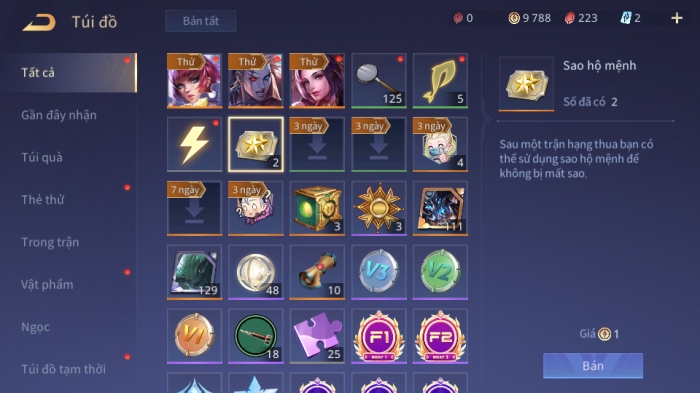 Túi đồ
Bán tất
0
9 788
223
2
Tất cả
Gần đây nhận
Túi quà
Thẻ thử
Trong trận
Vật phẩm
Ngọc
Túi đồ tạm thời
Thử
Thử
Thử
125
5
2
3 ngày
3 ngày
4
7 ngày
3 ngày
3
3
111
129
48
10
V3
V2
V1
18
25
F1
F2
Sao hộ mệnh
Số đã có 2
Sau một trận hạng thua bạn có
thể sử dụng sao hộ mệnh để
không bị mất sao.
Giá 1
Bán